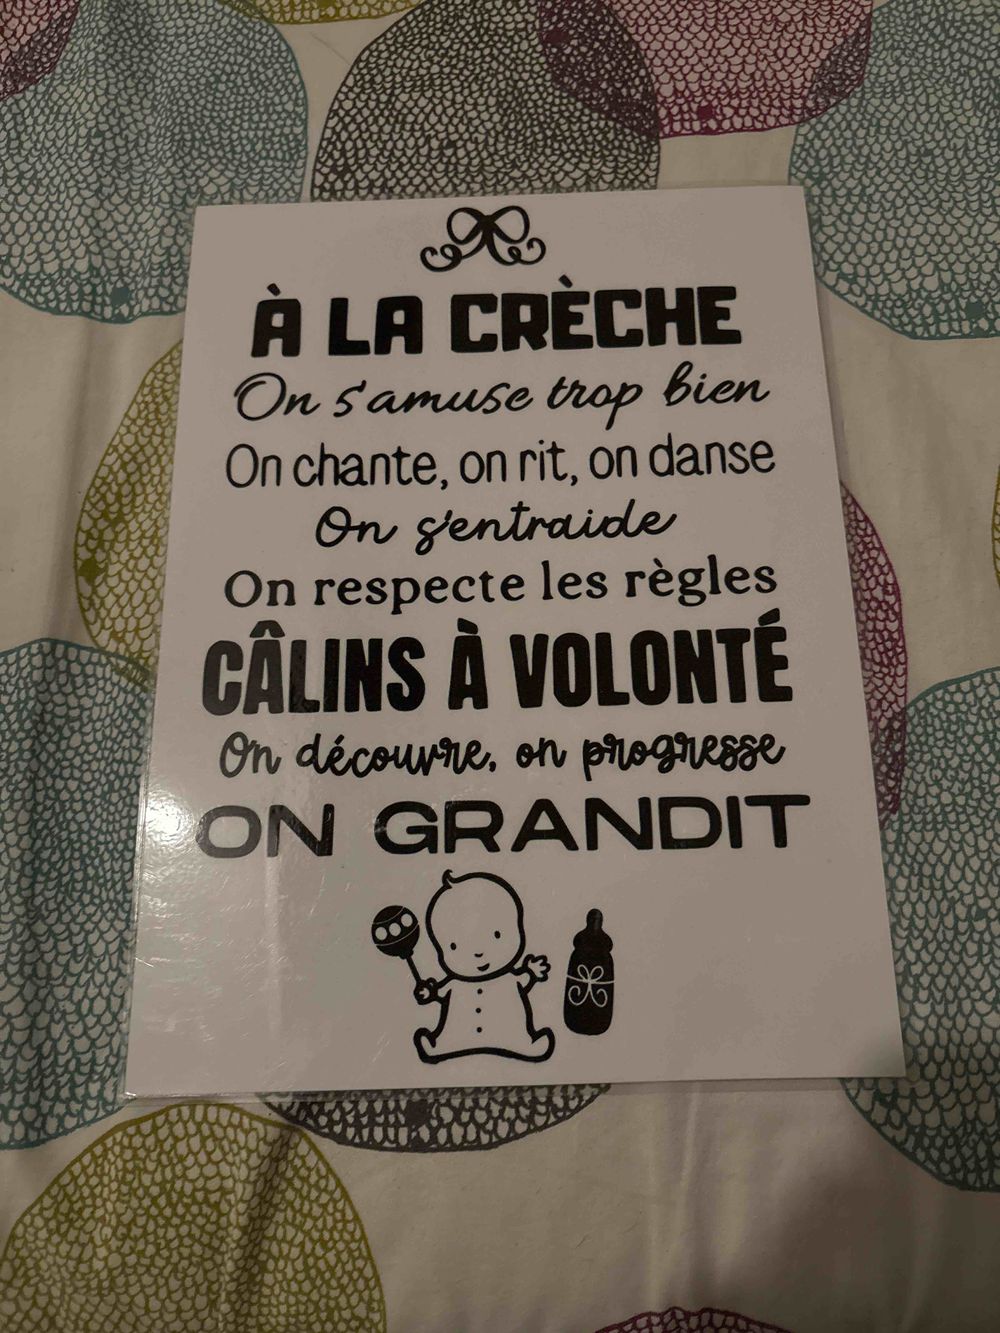 À LA CRÈCHE
On s'amuse trop bien
On chante, on rit, on danse
On s'entraide
On respecte les règles
CÂLINS À VOLONTÉ
On découvre, on progresse
ON GRANDIT